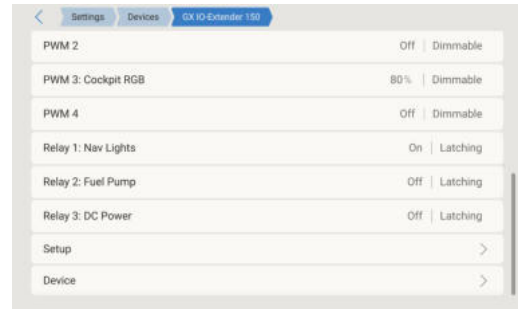 Settings Devices GX IO-Extender 150
PWM 2 Off | Dimmable
PWM 3: Cockpit RGB 80% | Dimmable
PWM 4 Off | Dimmable
Relay 1: Nav Lights On | Latching
Relay 2: Fuel Pump Off | Latching
Relay 3: DC Power Off | Latching
Setup
Device